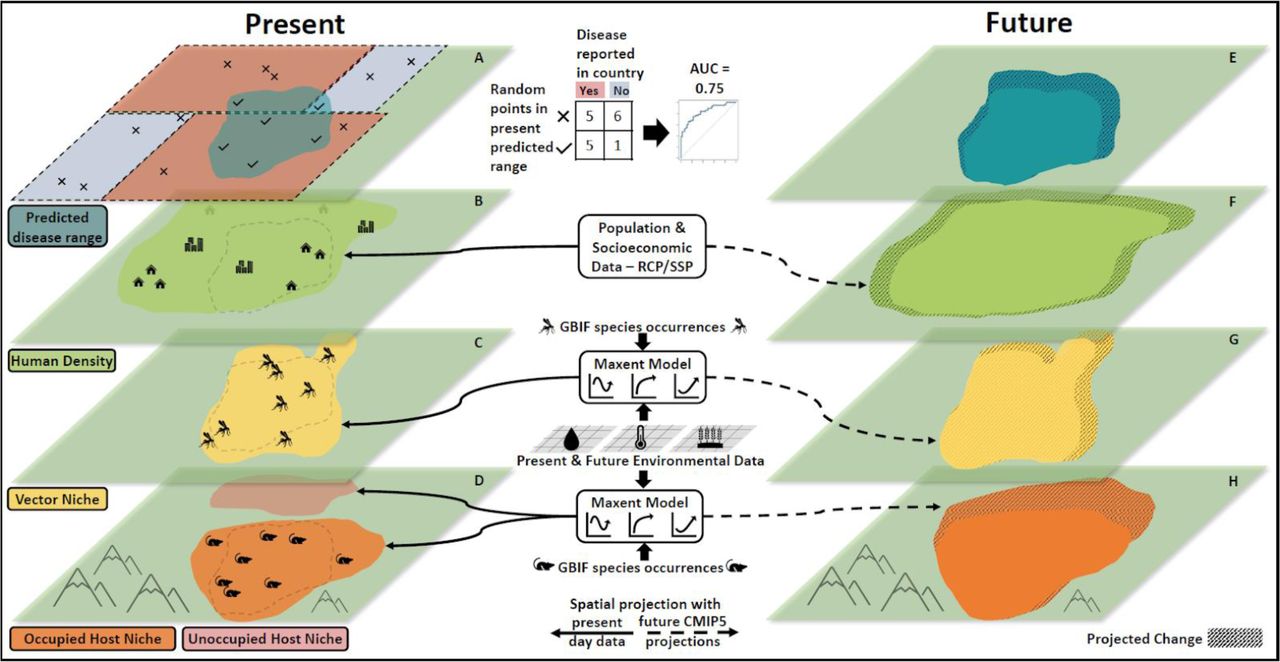 Present
Future
A
Disease
reported
in country
Yes No
AUC =
0.75
Random
points in
present
predicted
range
5 6
5 1
E
Predicted
disease range
B
Population &
Socioeconomic
Data – RCP/SSP
F
Human Density
C
GBIF species occurrences
Maxent Model
G
Present & Future Environmental Data
Vector Niche
D
Maxent Model
H
GBIF species occurrences
Occupied Host Niche
Unoccupied Host Niche
Spatial projection with
present future CMIP5
day data projections
Projected Change